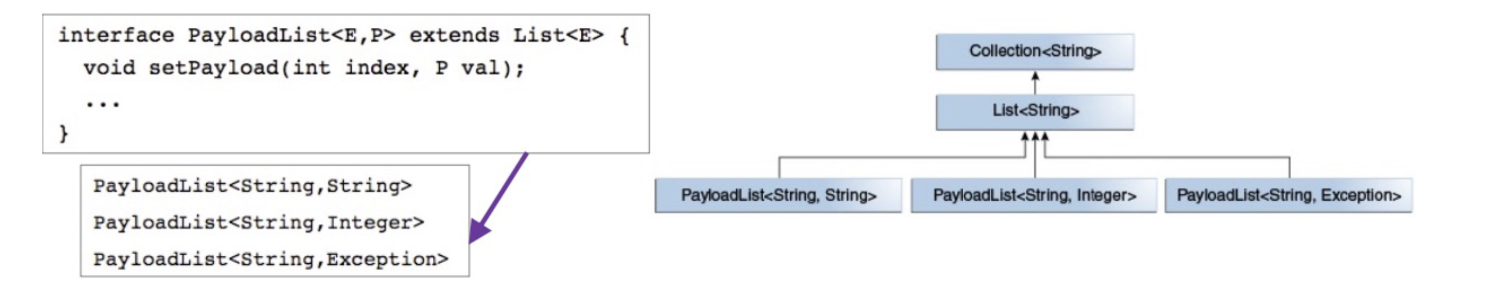 interface PayloadList<E,P> extends List<E> {
void setPayload(int index, P val);
...
}
PayloadList<String,String>
PayloadList<String,Integer>
PayloadList<String,Exception>
Collection<String>
List<String>
PayloadList<String, String>
PayloadList<String, Integer>
PayloadList<String, Exception>